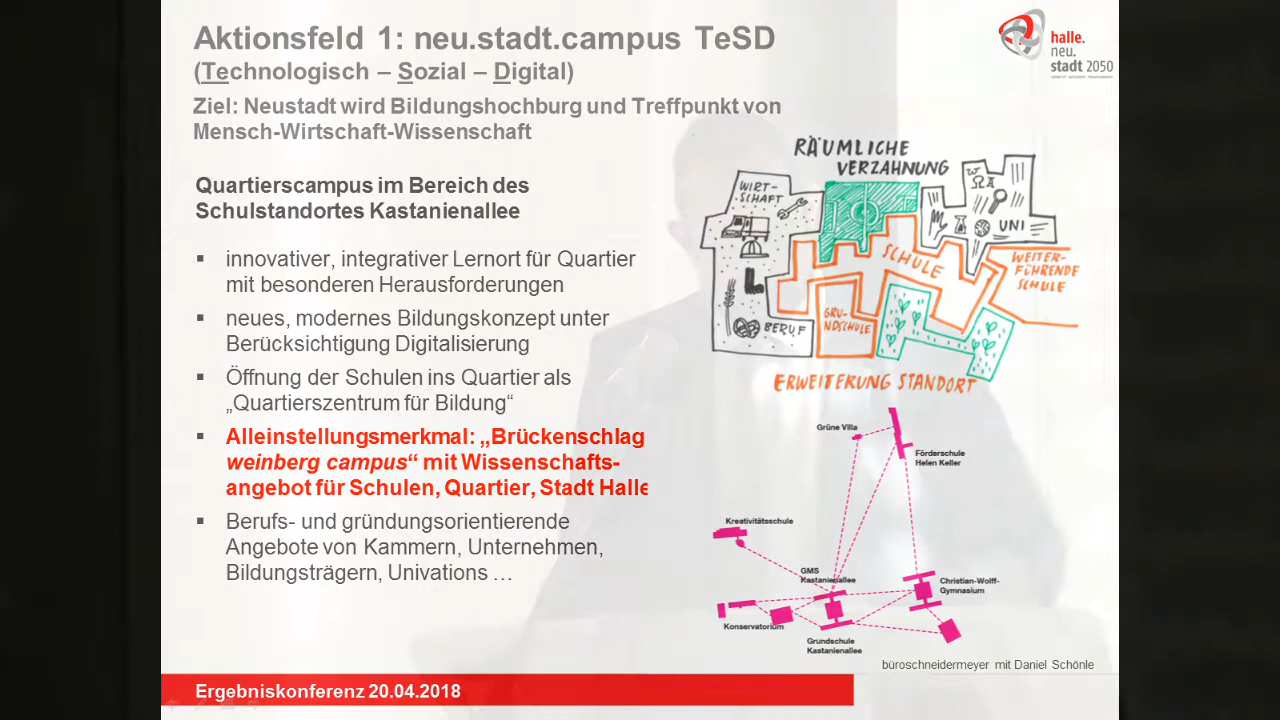 Aktionsfeld 1: neu.stadt.campus TeSD
(Technologisch – Sozial – Digital)
Ziel: Neustadt wird Bildungshochburg und Treffpunkt von
Mensch-Wirtschaft-Wissenschaft
halle.
neu.
stadt 2050
Quartierscampus im Bereich des
Schulstandortes Kastanienallee
▪ innovativer, integrativer Lernort für Quartier
mit besonderen Herausforderungen
▪ neues, modernes Bildungskonzept unter
Berücksichtigung Digitalisierung
▪ Öffnung der Schulen ins Quartier als
„Quartierszentrum für Bildung“
▪ Alleinstellungsmerkmal: „Brückenschlag
weinberg campus“ mit Wissenschafts-
angebot für Schulen, Quartier, Stadt Halle
▪ Berufs- und gründungsorientierende
Angebote von Kammern, Unternehmen,
Bildungsträgern, Univations …
RÄUMLICHE
VERZAHNUNG
WIRT-
SCHAFT
UNI
SCHULE
WEITER-
FÜHRENDE
SCHULE
GRU-
NDSCHULE
BERUF
ERWEITERUNG STANDORT
Grüne Villa
Förderschule
Helen Keller
Kreativitätsschule
GMS
Kastanienallee
Christian-Wolff-
Gymnasium
Konservatorium
Grundschule
Kastanienallee
büroschneidermeyer mit Daniel Schönle
Ergebniskonferenz 20.04.2018